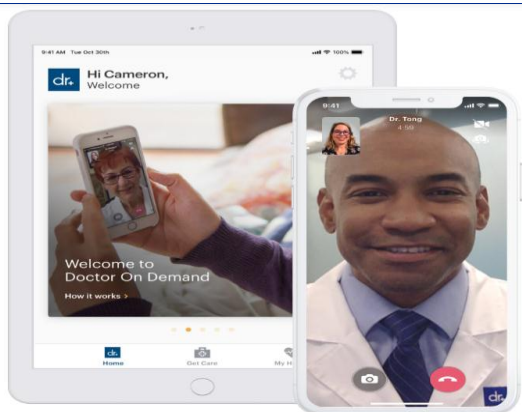 9:41 AM Tue Oct 30th
100%
dr+
Hi Cameron,
Welcome
Welcome to
Doctor On Demand
How it works >
dr+
Home
Get Care
My H
9:41
Dr. Tong
4:59
dr+